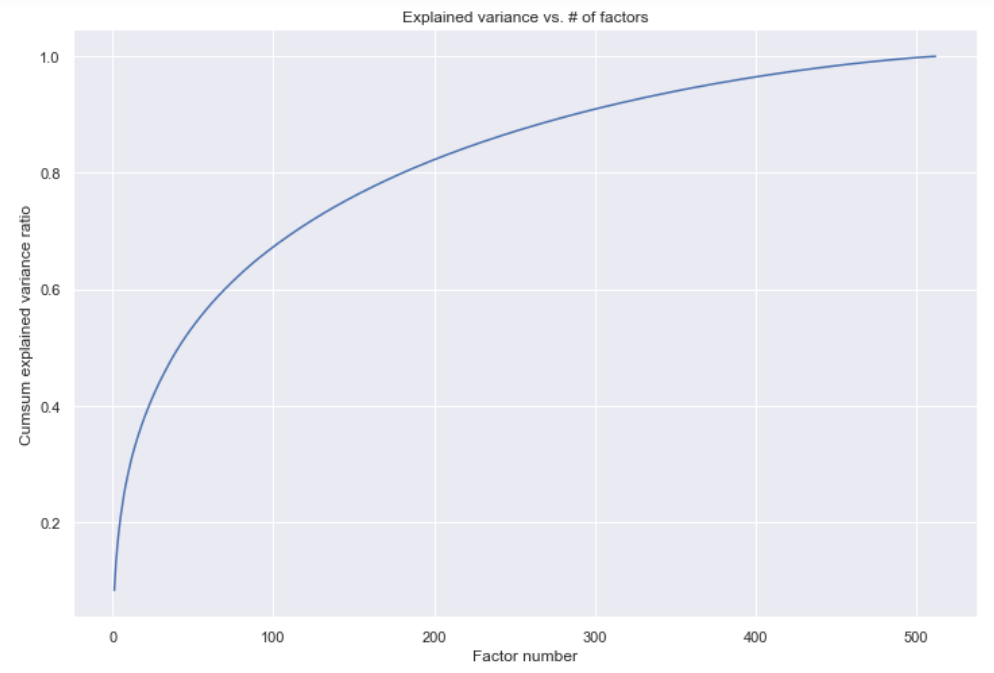 Explained variance vs. # of factors
1.0
0.8
0.6
0.4
0.2
Cumsum explained variance ratio
0 100 200 300 400 500
Factor number